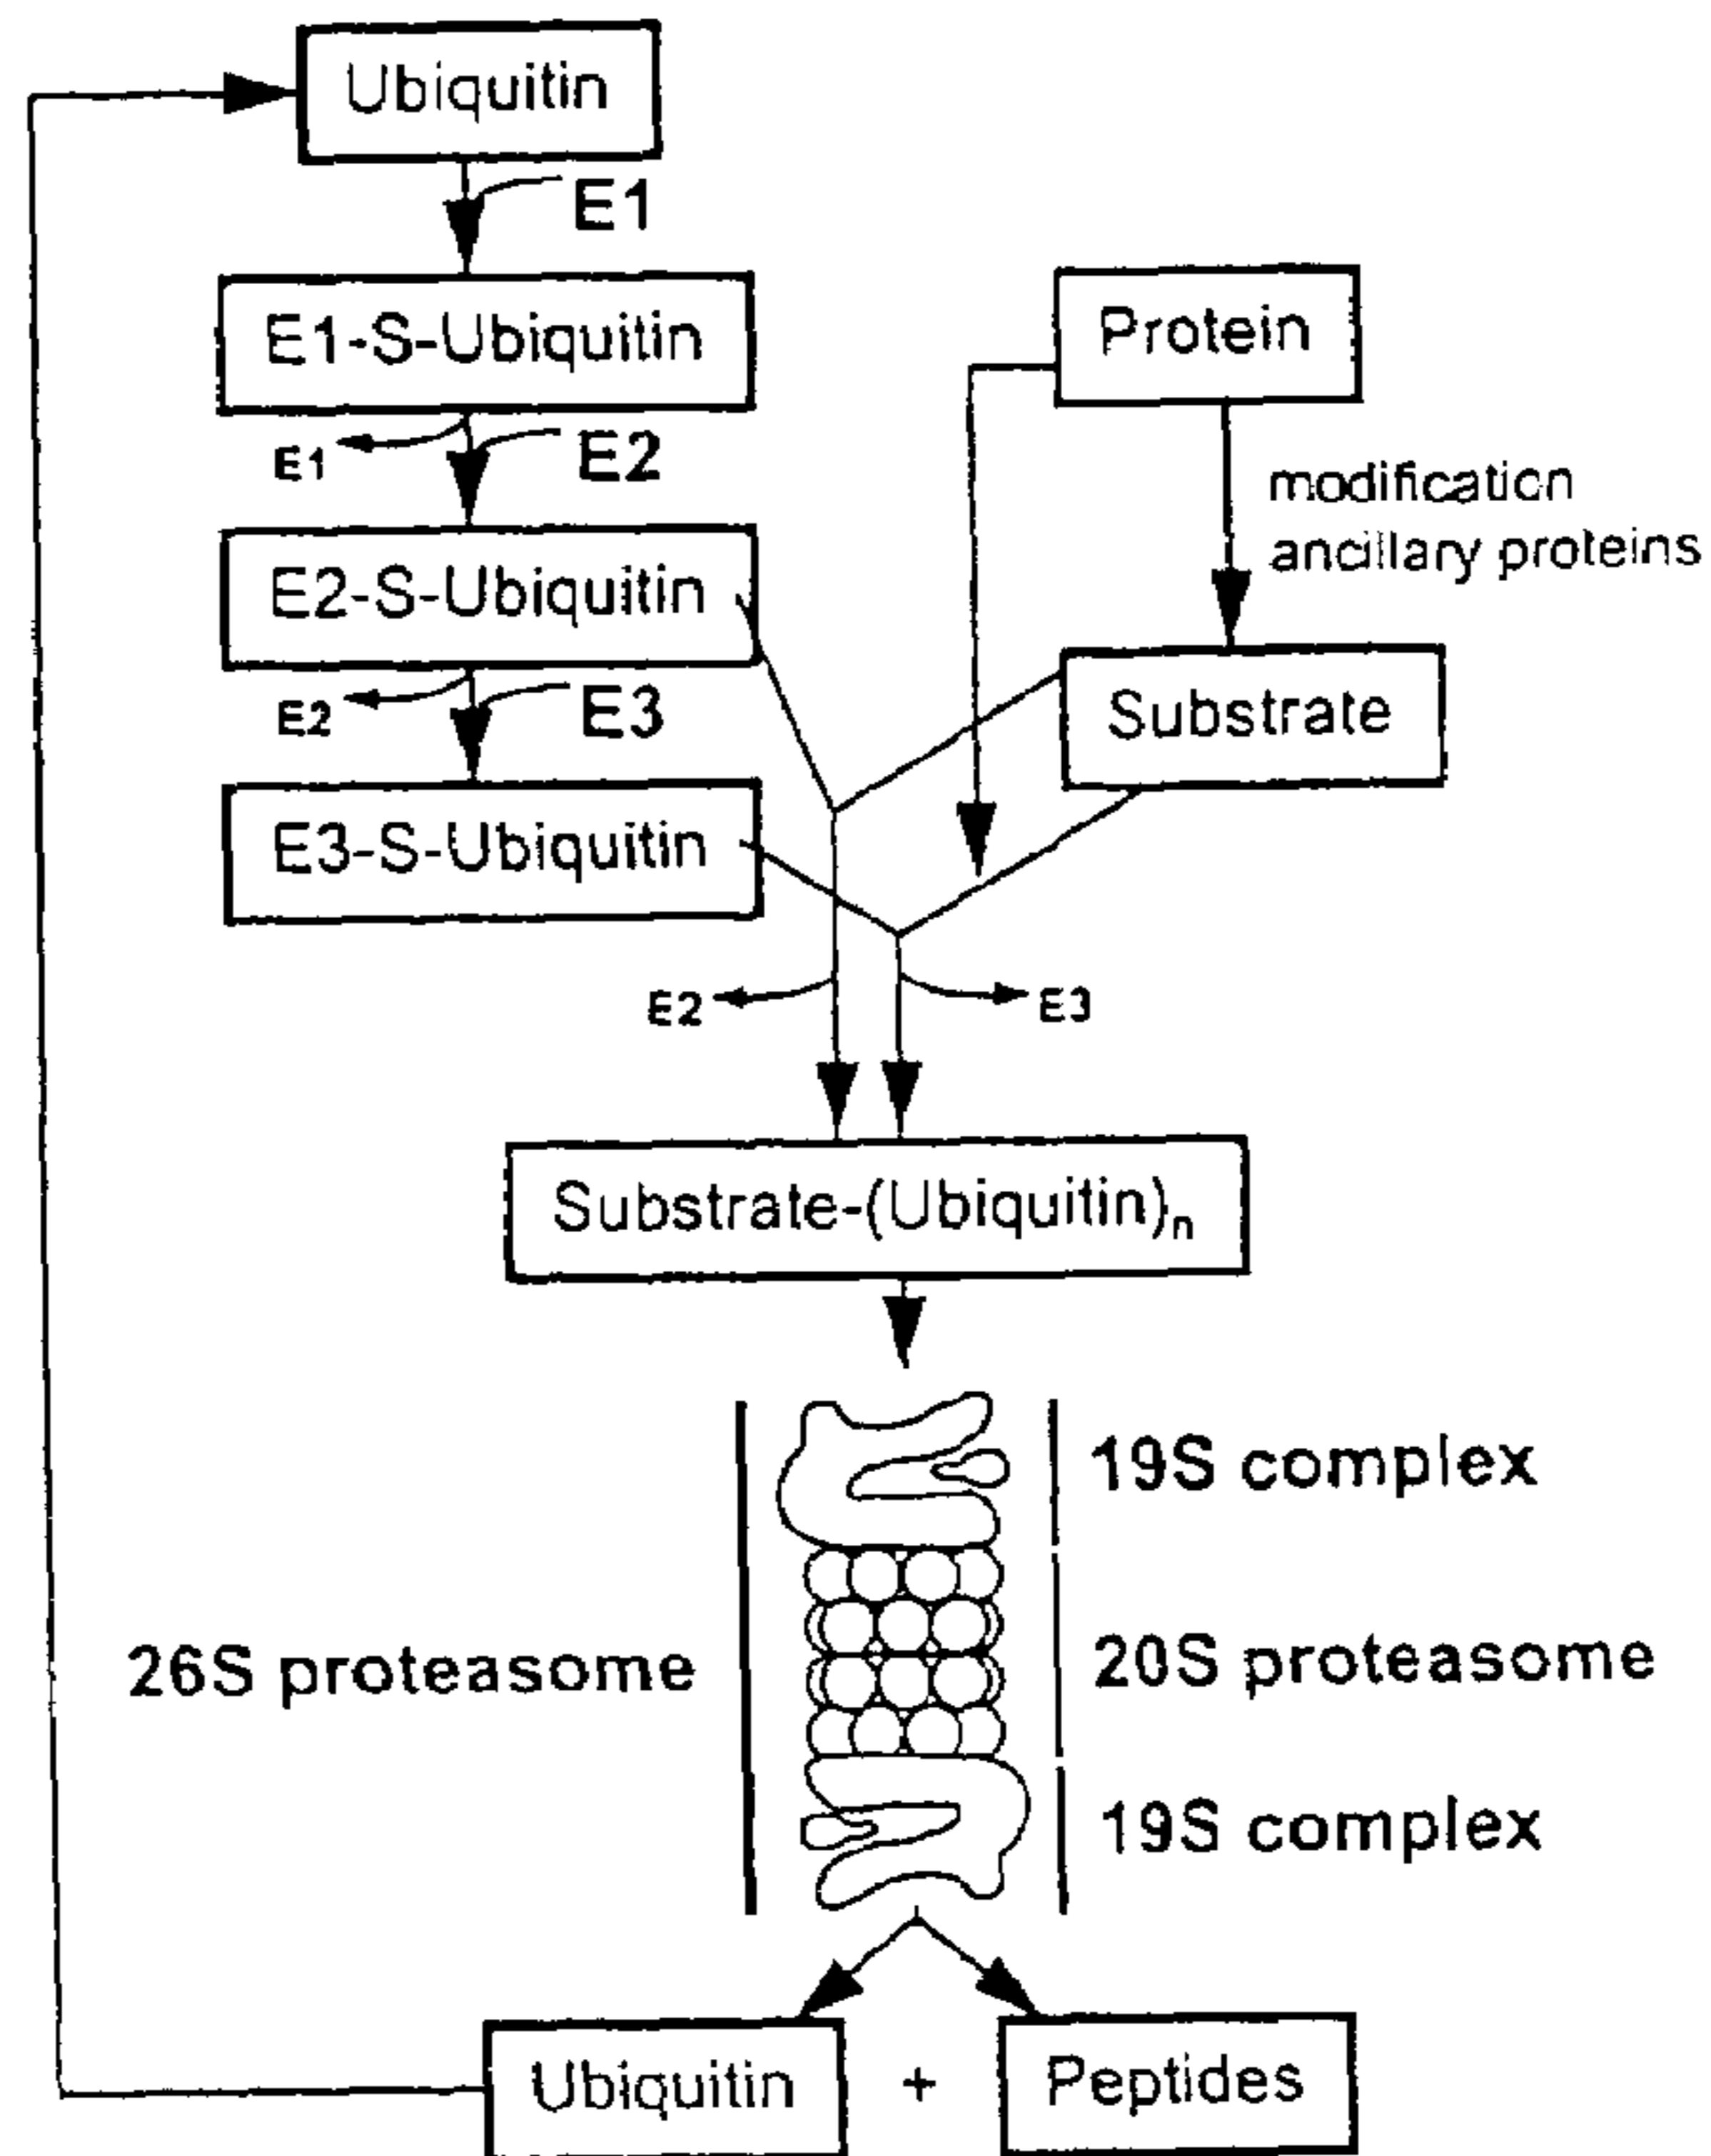 Ubiquitin
E1
E1-S-Ubiquitin
Protein
E1
E2
modification
ancillary proteins
E2-S-Ubiquitin
E2
E3
Substrate
E3-S-Ubiquitin
E2
E3
Substrate-(Ubiquitin)n
19S complex
26S proteasome
20S proteasome
19S complex
Ubiquitin + Peptides